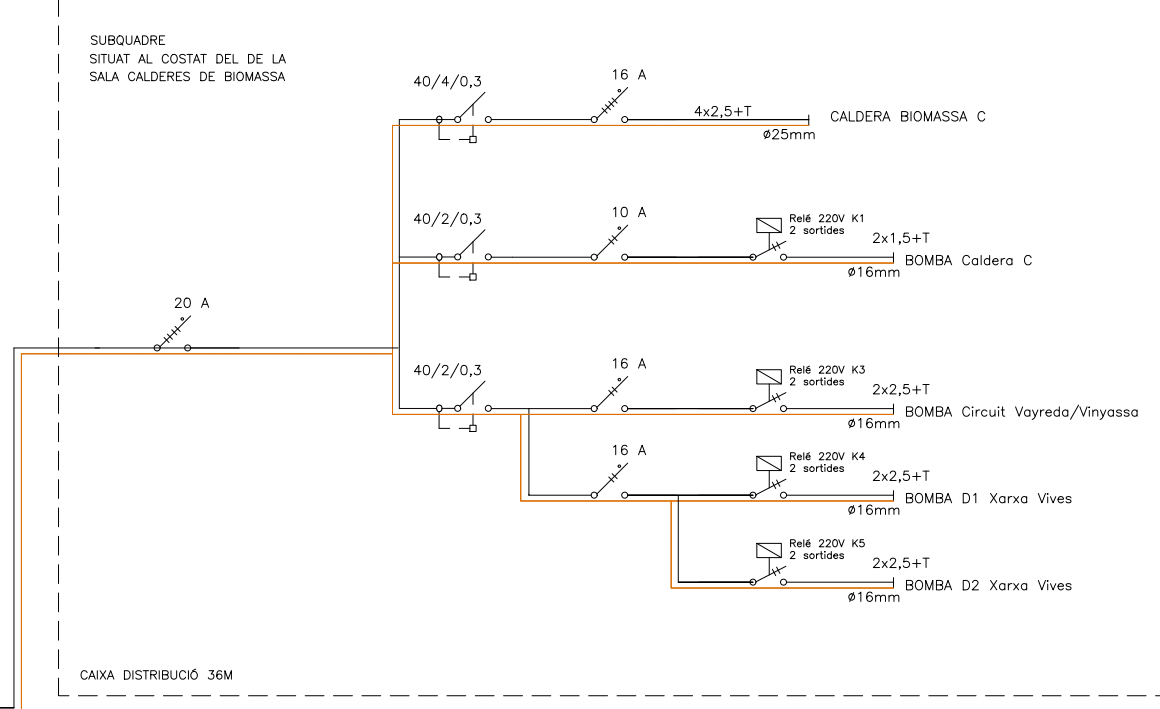 SUBQUADRE
SITUAT AL COSTAT DEL DE LA
SALA CALDERES DE BIOMASSA
40/4/0,3
16 A
4x2,5+T
CALDERA BIOMASSA C
Ø25mm
40/2/0,3
10 A
Relé 220V K1
2 sortides
2x1,5+T
BOMBA Caldera C
Ø16mm
20 A
40/2/0,3
16 A
Relé 220V K3
2 sortides
2x2,5+T
BOMBA Circuit Vayreda/Vinyassa
Ø16mm
16 A
Relé 220V K4
2 sortides
2x2,5+T
BOMBA D1 Xarxa Vives
Ø16mm
Relé 220V K5
2 sortides
2x2,5+T
BOMBA D2 Xarxa Vives
Ø16mm
CAIXA DISTRIBUCIÓ 36M